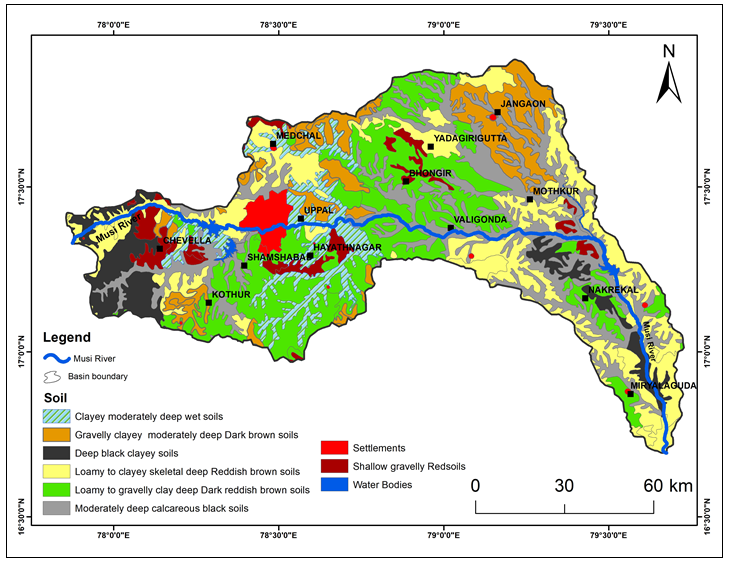 78°0'0"E 78°30'0"E 79°0'0"E 79°30'0"E
N
JANGAON
MEDCHAL
YADAGIRIGUTTA
BHONGIR
17°30'0"N 17°30'0"N
MOTHKUR
UPPAL
VALIGONDA
Musi River
CHEVELLA
HAYATHNAGAR
SHAMSHABAD
NAKREKAL
KOTHUR
Musi River
17°0'0"N 17°0'0"N
MIRYALAGUDA
Legend
Musi River
Basin boundary
Soil
Clayey moderately deep wet soils
Gravelly clayey moderately deep Dark brown soils
Deep black clayey soils
Loamy to clayey skeletal deep Reddish brown soils
Loamy to gravelly clay deep Dark reddish brown soils
Moderately deep calcareous black soils
Settlements
Shallow gravelly Redsoils
Water Bodies
0 30 60 km
16°30'0"N 16°30'0"N
78°0'0"E 78°30'0"E 79°0'0"E 79°30'0"E